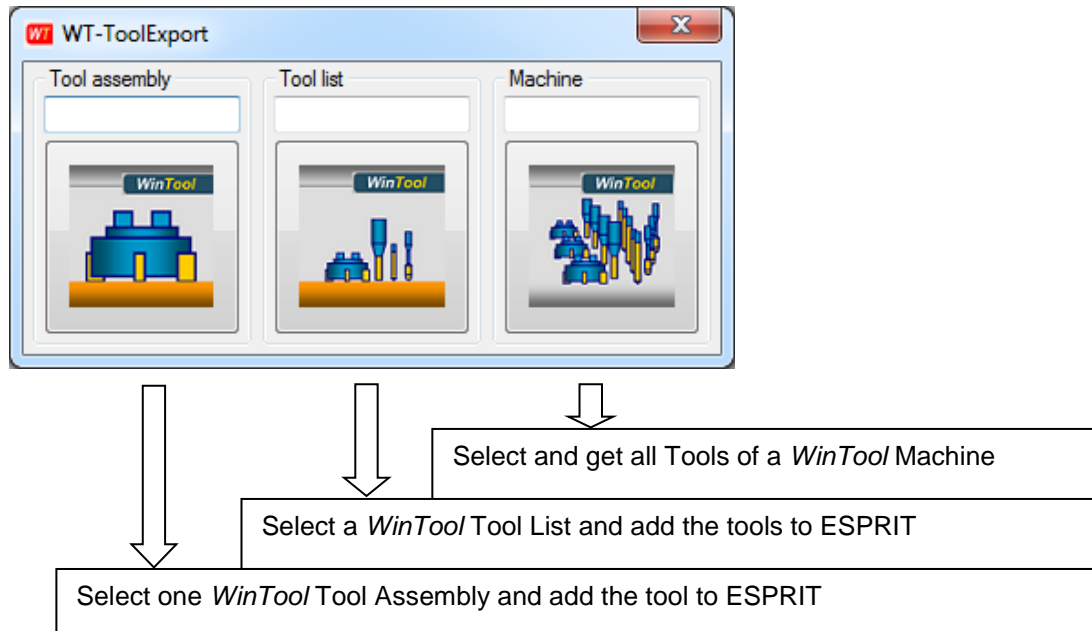 WT WT-ToolExport X
Tool assembly Tool list Machine
WinTool WinTool WinTool
Select and get all Tools of a WinTool Machine
Select a WinTool Tool List and add the tools to ESPRIT
Select one WinTool Tool Assembly and add the tool to ESPRIT